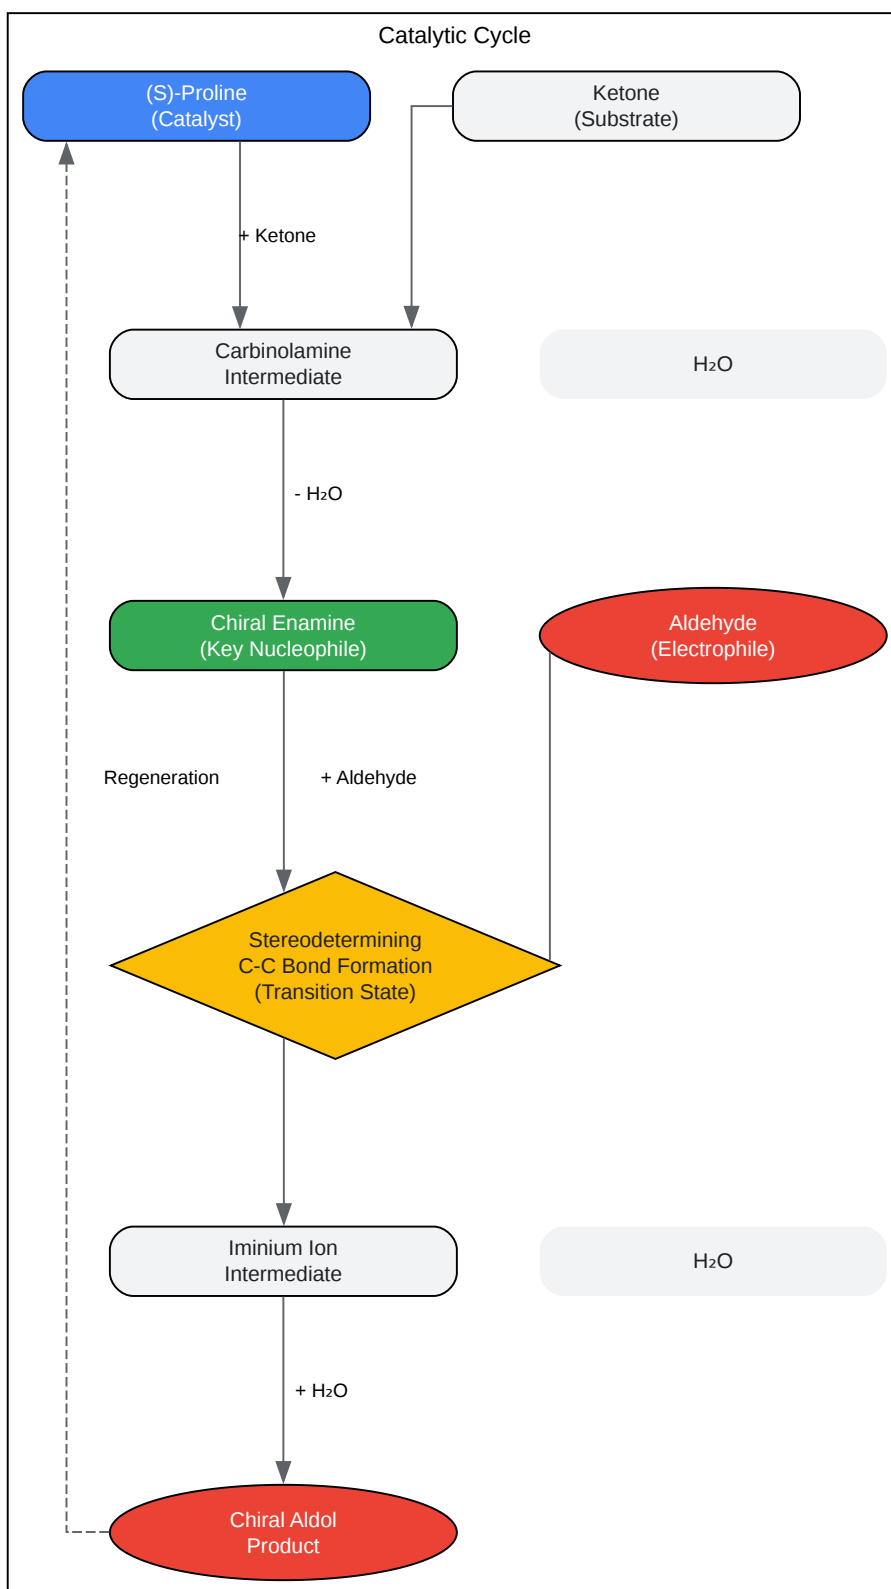 Catalytic Cycle
(S)-Proline
(Catalyst)
Ketone
(Substrate)
+ Ketone
Carbinolamine
Intermediate
H₂O
- H₂O
Chiral Enamine
(Key Nucleophile)
Aldehyde
(Electrophile)
Regeneration
+ Aldehyde
Stereodetermining
C-C Bond Formation
(Transition State)
Iminium Ion
Intermediate
H₂O
+ H₂O
Chiral Aldol
Product